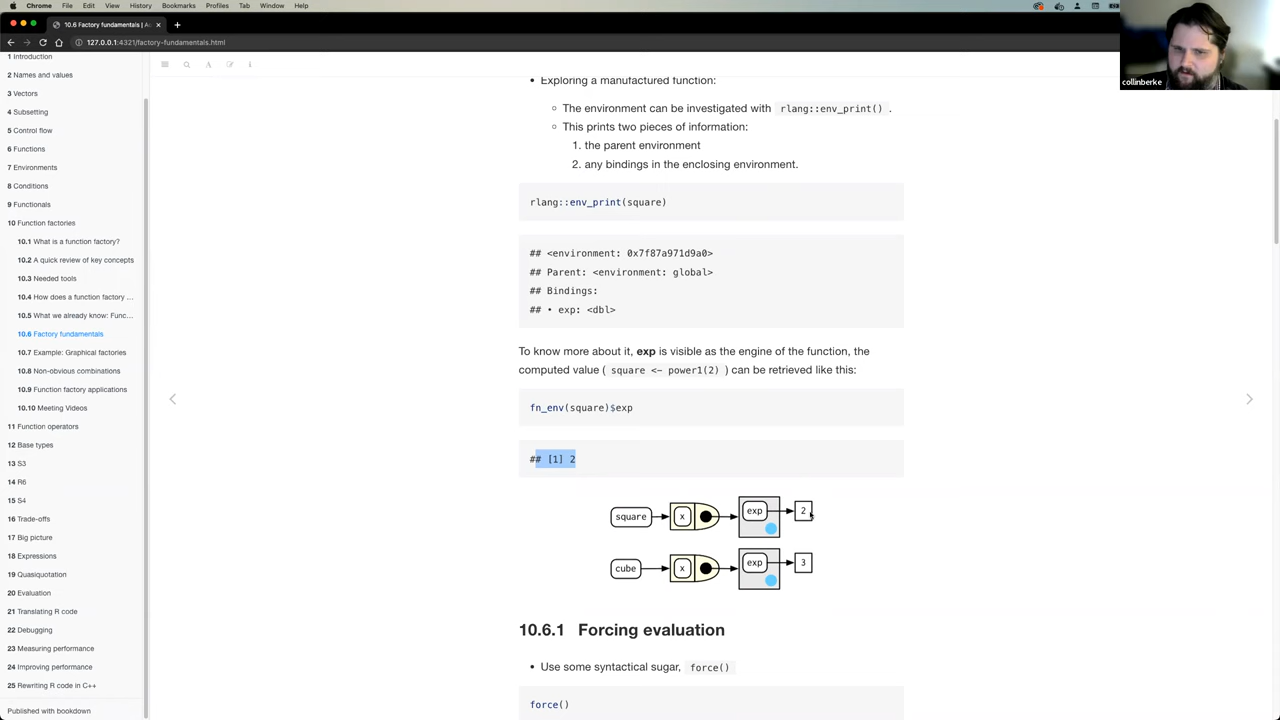 Chrome File Edit View History Bookmarks Profiles Tab Window Help
10.6 Factory fundamentals | A
127.0.0.1:4321/factory-fundamentals.html
collinberke
1 Introduction
2 Names and values
3 Vectors
4 Subsetting
5 Control flow
6 Functions
7 Environments
8 Conditions
9 Functionals
10 Function factories
10.1 What is a function factory?
10.2 A quick review of key concepts
10.3 Needed tools
10.4 How does a function factory ...
10.5 What we already know: Func...
10.6 Factory fundamentals
10.7 Example: Graphical factories
10.8 Non-obvious combinations
10.9 Function factory applications
10.10 Meeting Videos
11 Function operators
12 Base types
13 S3
14 R6
15 S4
16 Trade-offs
17 Big picture
18 Expressions
19 Quasiquotation
20 Evaluation
21 Translating R code
22 Debugging
23 Measuring performance
24 Improving performance
25 Rewriting R code in C++
Published with bookdown
• Exploring a manufactured function:
The environment can be investigated with rlang::env_print() .
This prints two pieces of information:
1. the parent environment
2. any bindings in the enclosing environment.
rlang::env_print(square)
## <environment: 0x7f87a971d9a0>
## Parent: <environment: global>
## Bindings:
## • exp: <dbl>
To know more about it, exp is visible as the engine of the function, the
computed value ( square <- power1(2) ) can be retrieved like this:
fn_env(square)$exp
## [1] 2
square x exp 2
cube x exp 3
10.6.1 Forcing evaluation
• Use some syntactical sugar, force()
force()